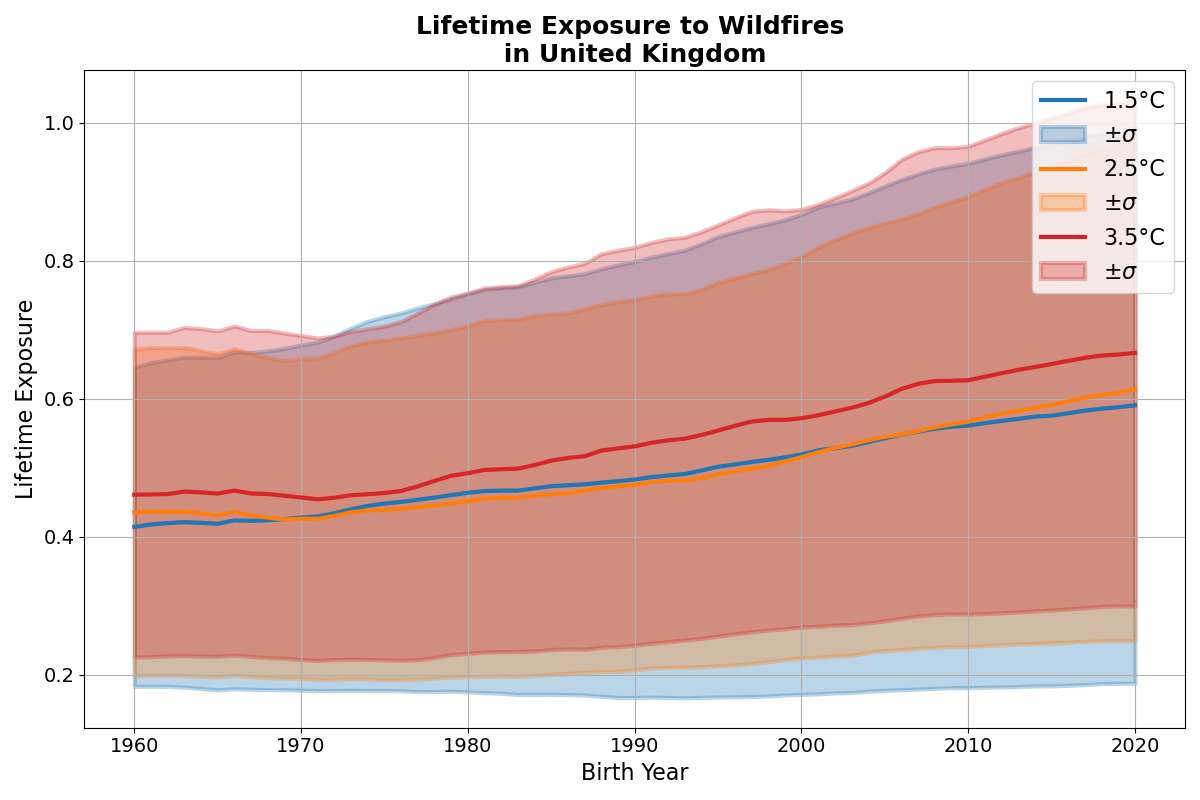 Lifetime Exposure to Wildfires
in United Kingdom
Lifetime Exposure
1.0
0.8
0.6
0.4
0.2
1960
1970
1980
1990
2000
2010
2020
Birth Year
1.5°C
±σ
2.5°C
±σ
3.5°C
±σ